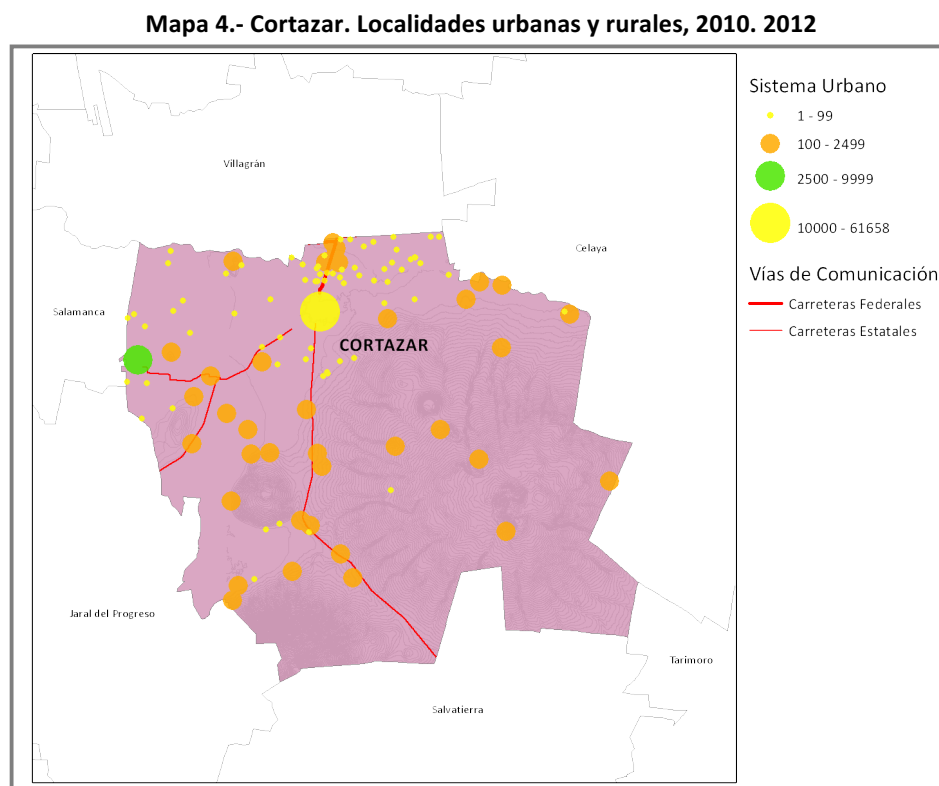 Mapa 4.- Cortazar. Localidades urbanas y rurales, 2010. 2012
Sistema Urbano
1 - 99
100 - 2499
2500 - 9999
10000 - 61658
Vías de Comunicación
Carreteras Federales
Carreteras Estatales
Villagrán
Celaya
Salamanca
CORTAZAR
Jaral del Progreso
Tarimoro
Salvatierra